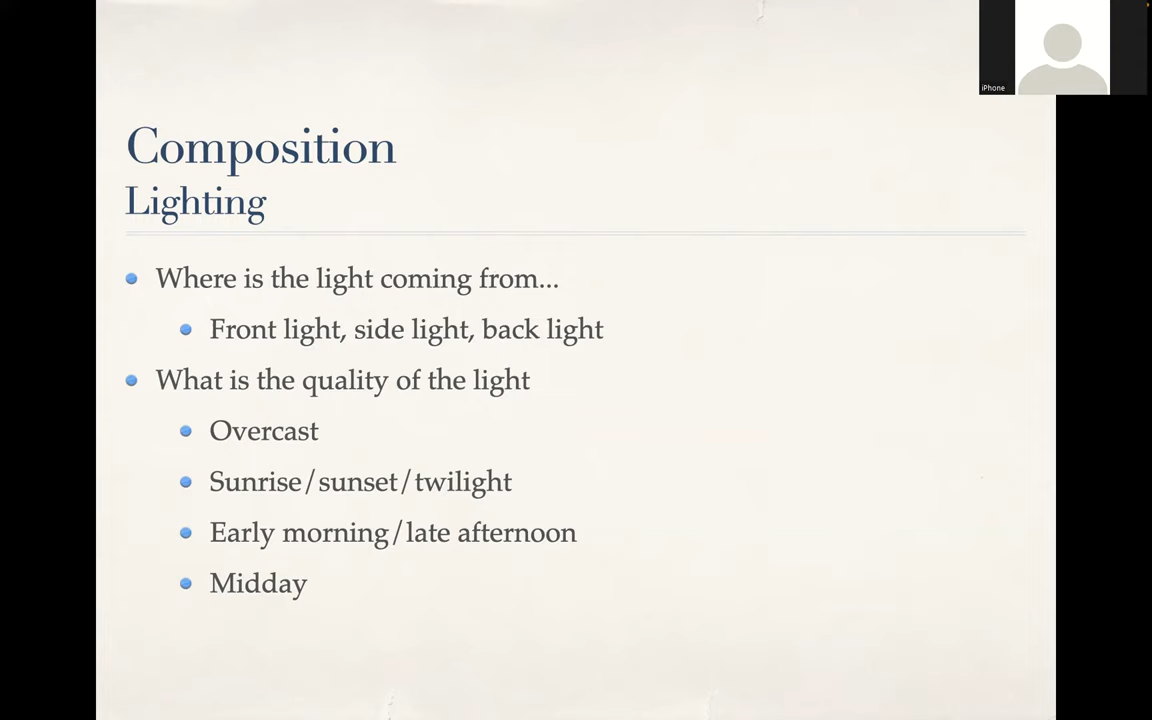 iPhone
Composition
Lighting
Where is the light coming from...
Front light, side light, back light
What is the quality of the light
Overcast
Sunrise/sunset/twilight
Early morning/late afternoon
Midday